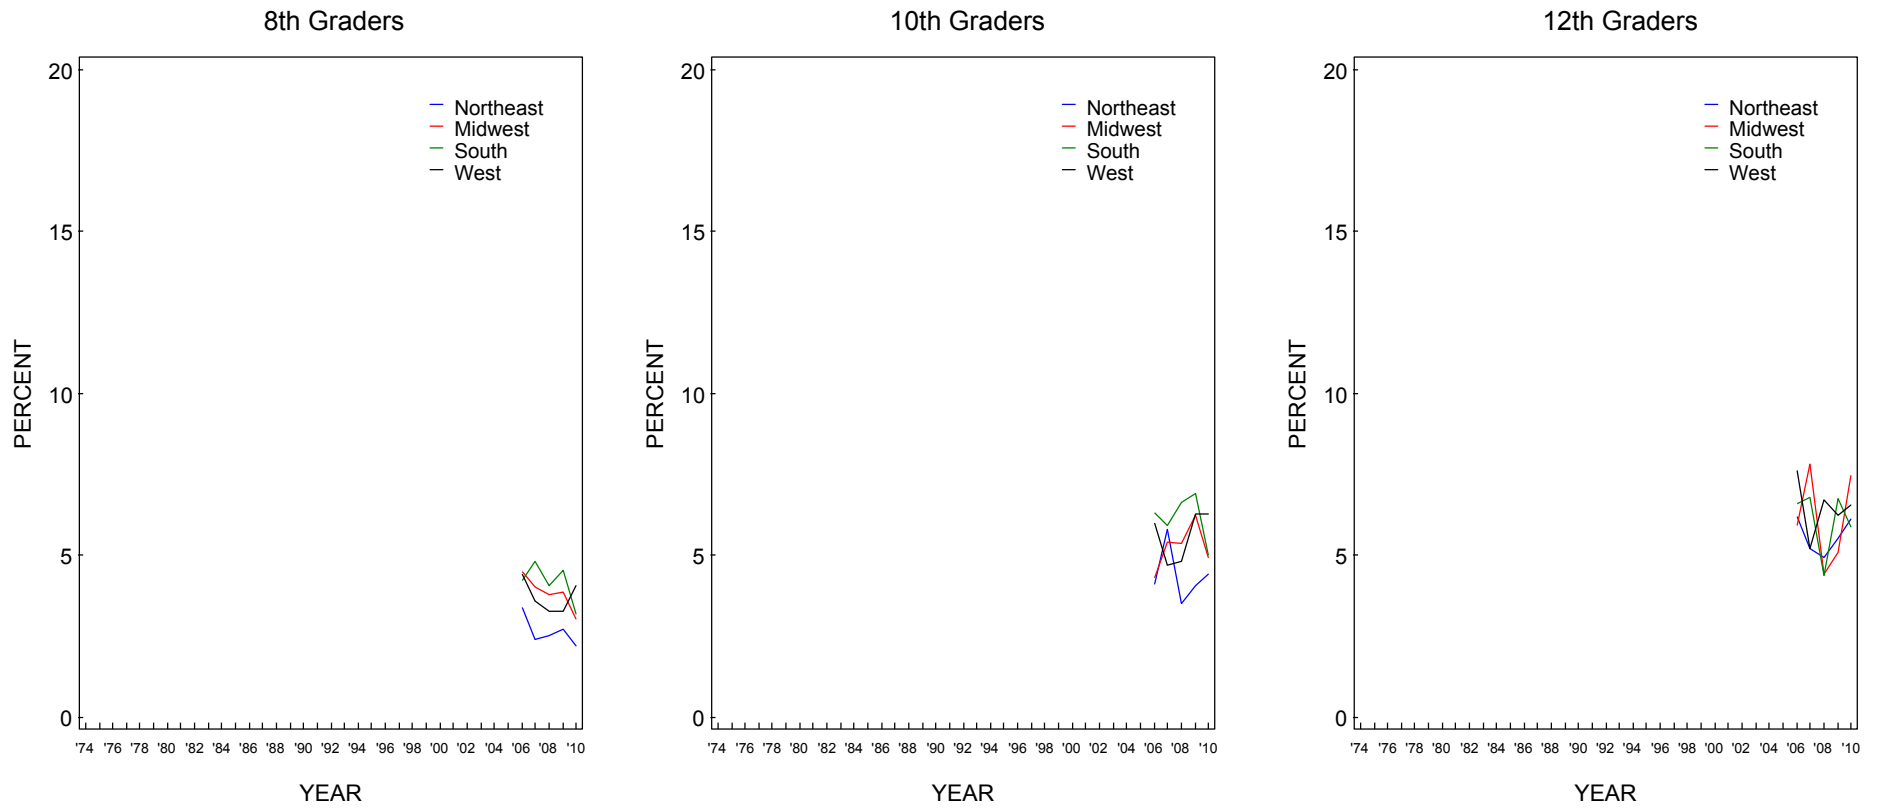 8th Graders
20
15
10
5
0
PERCENT
Northeast
Midwest
South
West
'74 '76 '78 '80 '82 '84 '86 '88 '90 '92 '94 '96 '98 '00 '02 '04 '06 '08 '10
YEAR
10th Graders
20
15
10
5
0
PERCENT
Northeast
Midwest
South
West
'74 '76 '78 '80 '82 '84 '86 '88 '90 '92 '94 '96 '98 '00 '02 '04 '06 '08 '10
YEAR
12th Graders
20
15
10
5
0
PERCENT
Northeast
Midwest
South
West
'74 '76 '78 '80 '82 '84 '86 '88 '90 '92 '94 '96 '98 '00 '02 '04 '06 '08 '10
YEAR